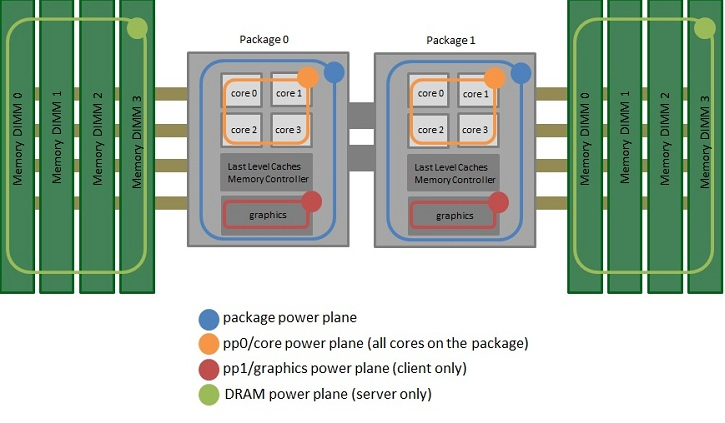 Package 0
Package 1
Memory DIMM 0
Memory DIMM 1
Memory DIMM 2
Memory DIMM 3
core 0
core 1
core 2
core 3
Last Level Caches
Memory Controller
graphics
core 0
core 1
core 2
core 3
Last Level Caches
Memory Controller
graphics
Memory DIMM 0
Memory DIMM 1
Memory DIMM 2
Memory DIMM 3
package power plane
pp0/core power plane (all cores on the package)
pp1/graphics power plane (client only)
DRAM power plane (server only)